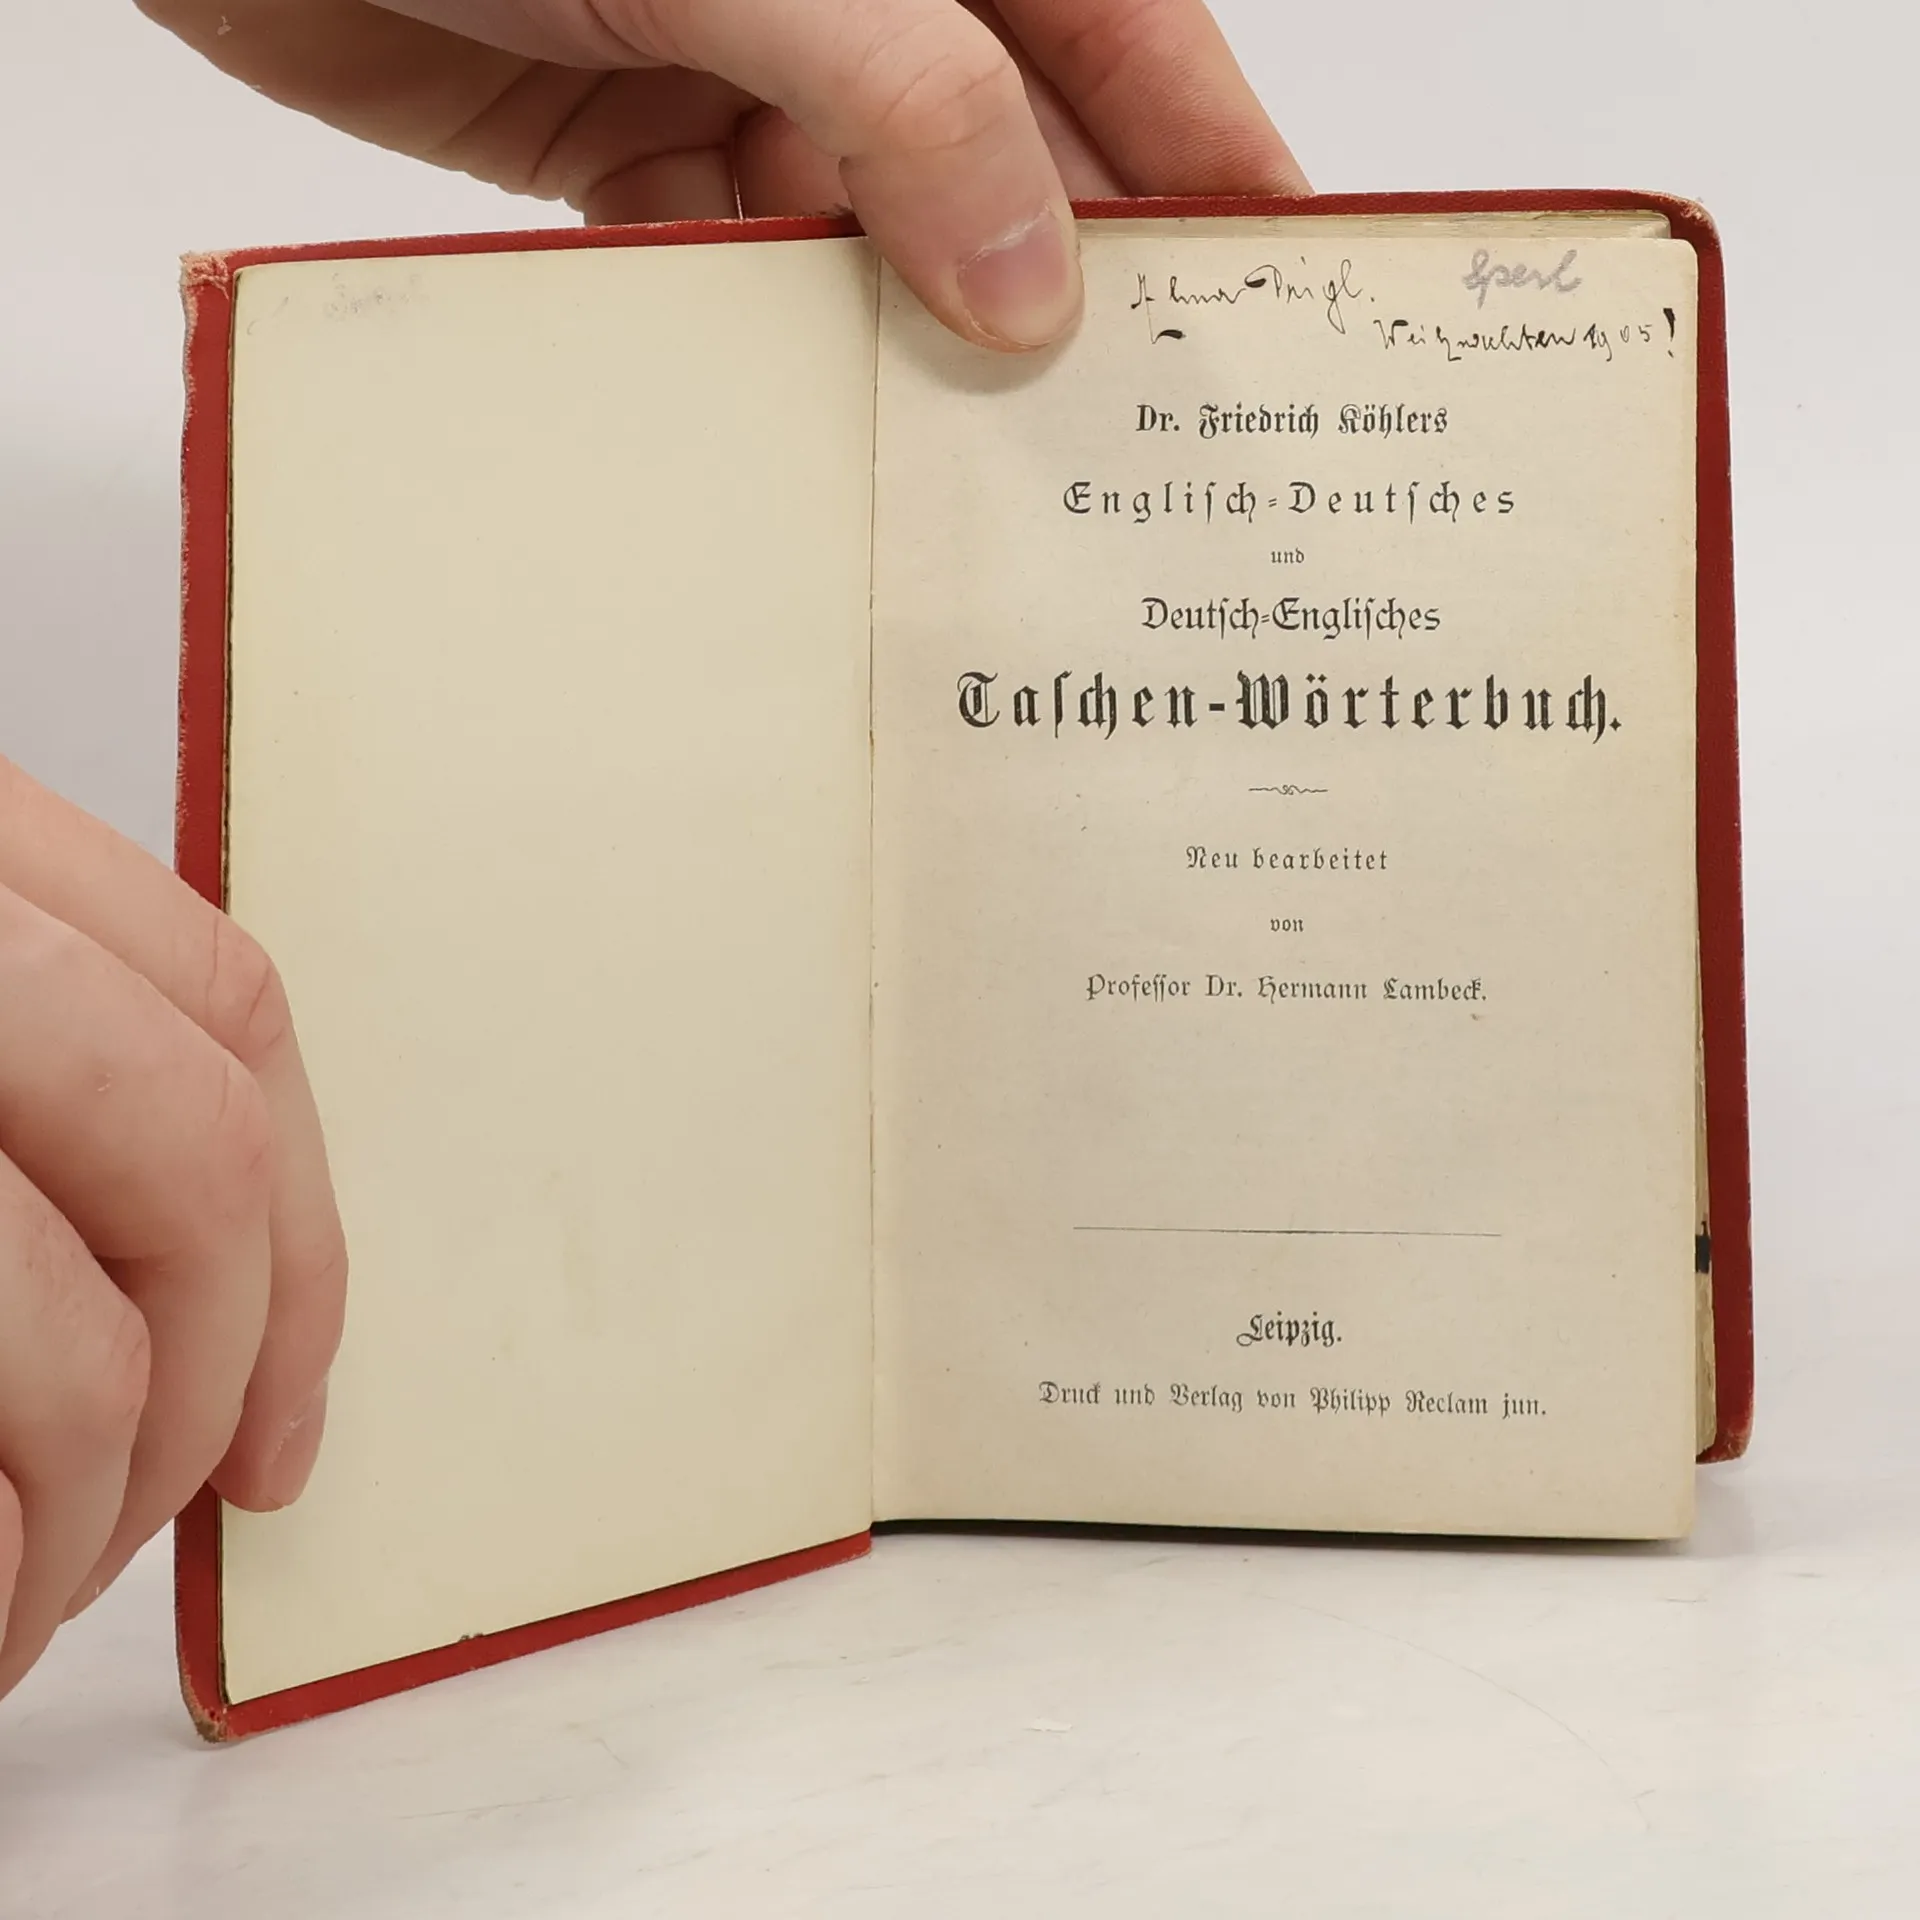 Weihnachten 1905!
Dr. Friedrich Köhlers
Engliſch-Deutſches
und
Deutſch-Engliſches
Taſchen-Wörterbuch.
Neu bearbeitet
von
Profeſſor Dr. Hermann Lambeck.
Leipzig.
Druck und Verlag von Philipp Reclam jun.